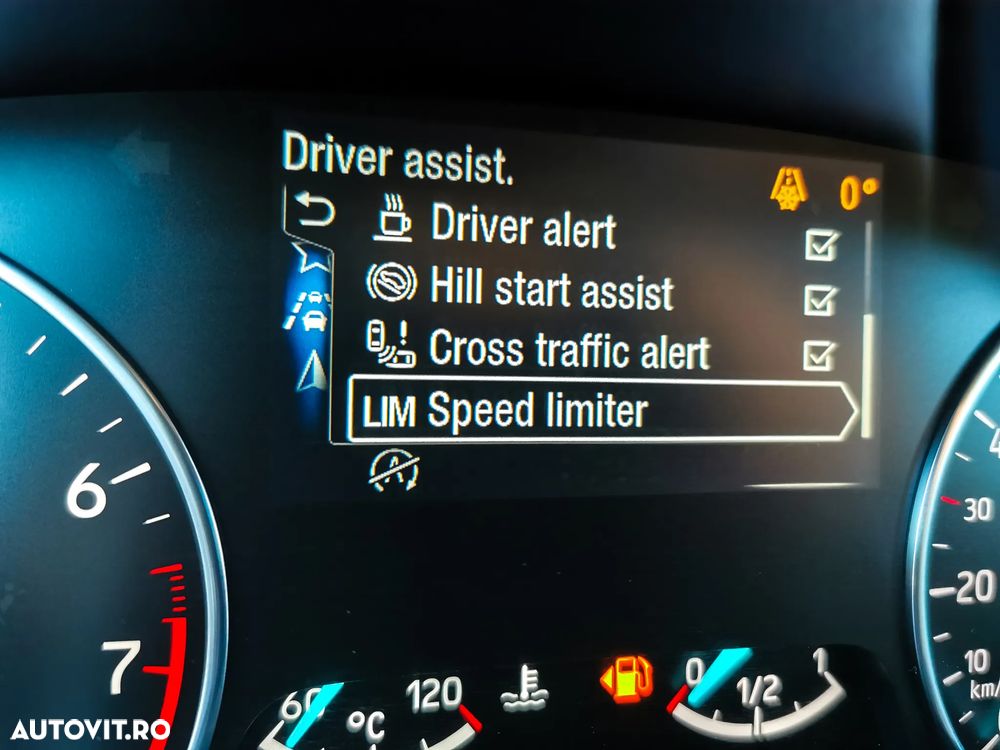 Driver assist.
0°
Driver alert
Hill start assist
Cross traffic alert
LIM Speed limiter
A
6
7
30
20
10
km/
60
°C
120
0
1/2
1
AUTOVIT.RO